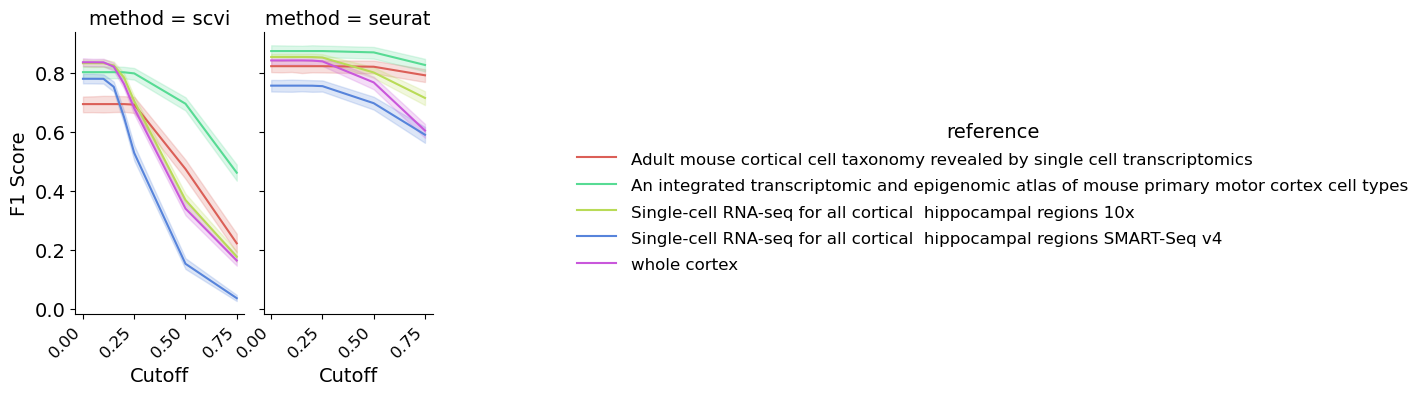 method = scvi
method = seurat
F1 Score
0.8
0.6
0.4
0.2
0.0
0.00
0.25
0.50
0.75
0.00
0.25
0.50
0.75
Cutoff
Cutoff
reference
Adult mouse cortical cell taxonomy revealed by single cell transcriptomics
An integrated transcriptomic and epigenomic atlas of mouse primary motor cortex cell types
Single-cell RNA-seq for all cortical  hippocampal regions 10x
Single-cell RNA-seq for all cortical  hippocampal regions SMART-Seq v4
whole cortex